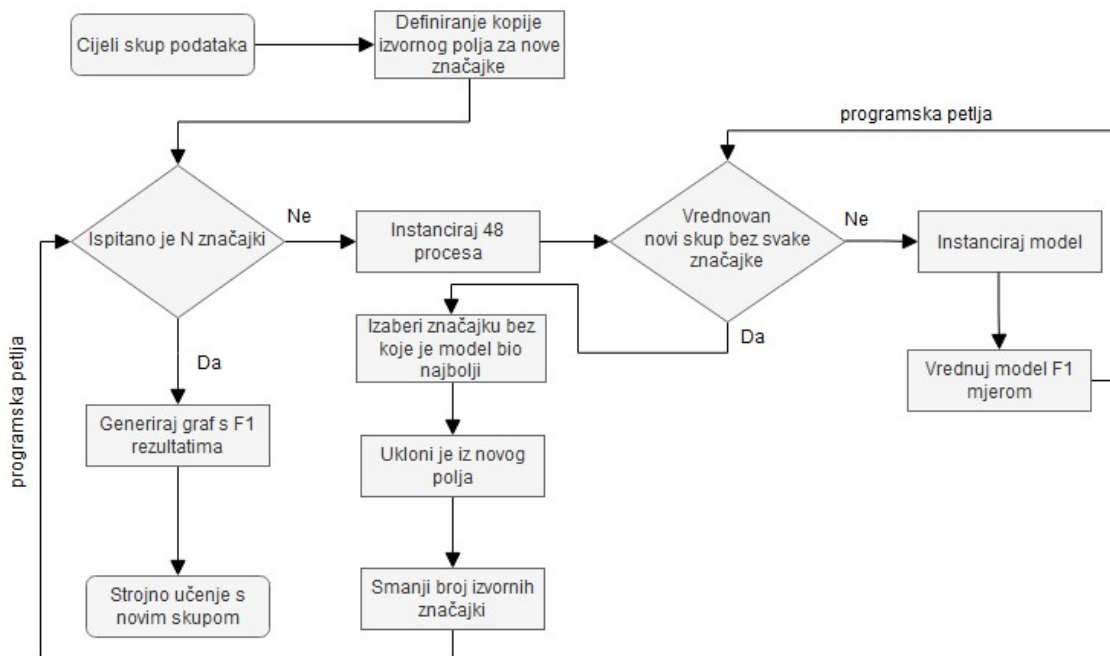 Cijeli skup podataka
Definiranje kopije
izvornog polja za nove
značajke
programska petlja
Ispitano je N značajki
Ne
Instanciraj 48
procesa
Vrednovan
novi skup bez svake
značajke
Ne
Instanciraj model
Da
Izaberi značajku bez
koje je model bio
najbolji
Da
Vrednuj model F1
mjerom
programska petlja
Generiraj graf s F1
rezultatima
Ukloni je iz novog
polja
Strojno učenje s
novim skupom
Smanji broj izvornih
značajki